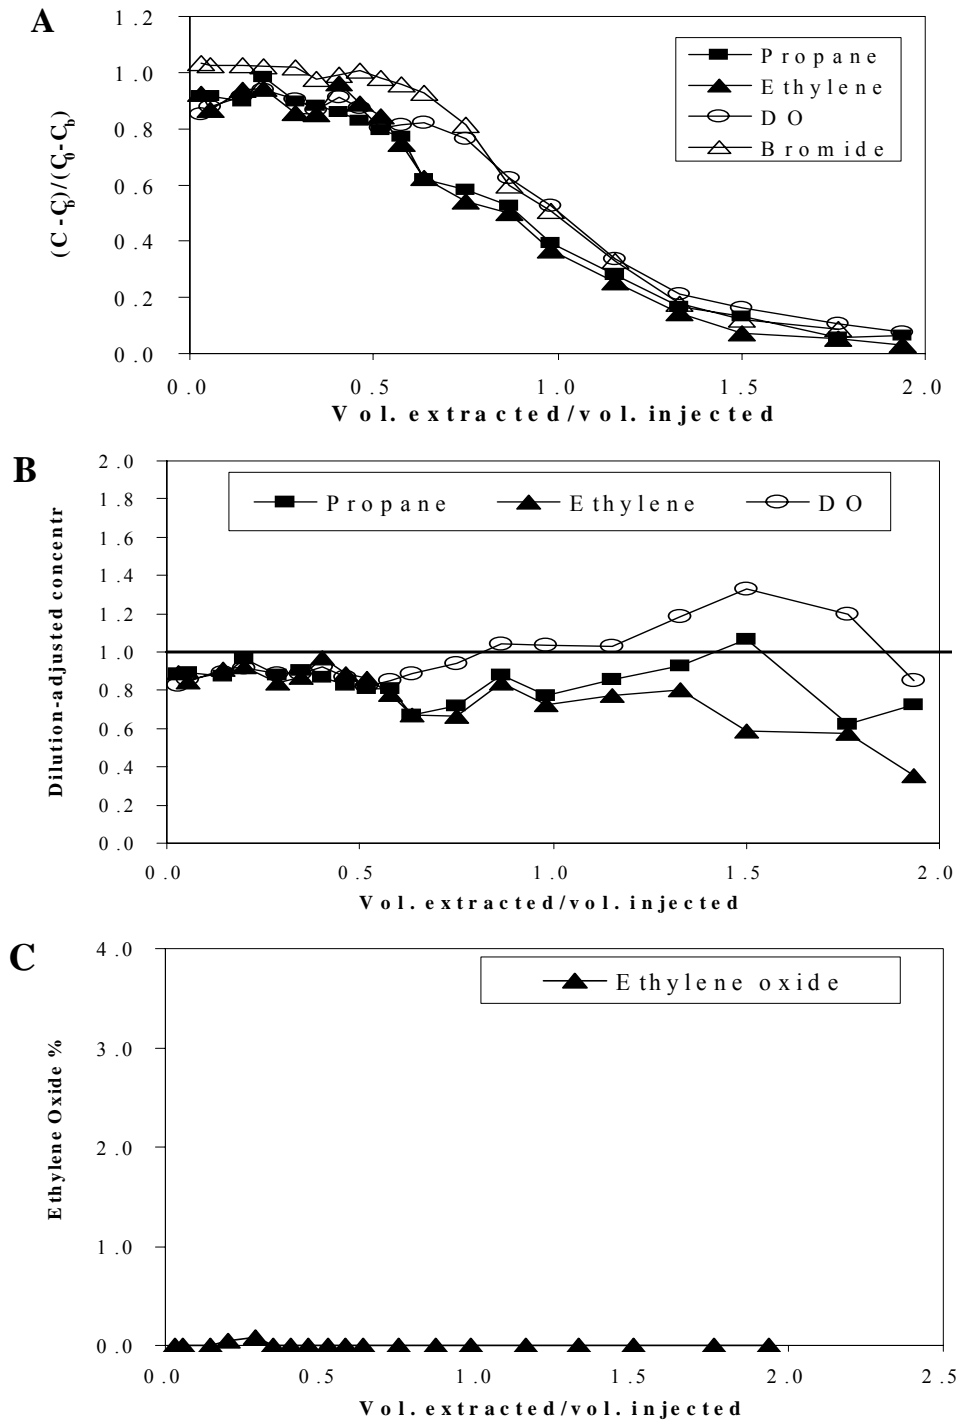 A
1.2
1.0
0.8
0.6
0.4
0.2
0.0
(C-Cb)/(C0-Cb)
Propane
Ethylene
DO
Bromide
0.0 0.5 1.0 1.5 2.0
Vol. extracted/vol. injected
B
2.0
1.8
1.6
1.4
1.2
1.0
0.8
0.6
0.4
0.2
0.0
Dilution-adjusted concentr
Propane Ethylene DO
0.0 0.5 1.0 1.5 2.0
Vol. extracted/vol. injected
C
4.0
3.0
2.0
1.0
0.0
Ethylene Oxide %
Ethylene oxide
0.0 0.5 1.0 1.5 2.0 2.5
Vol. extracted/vol. injected